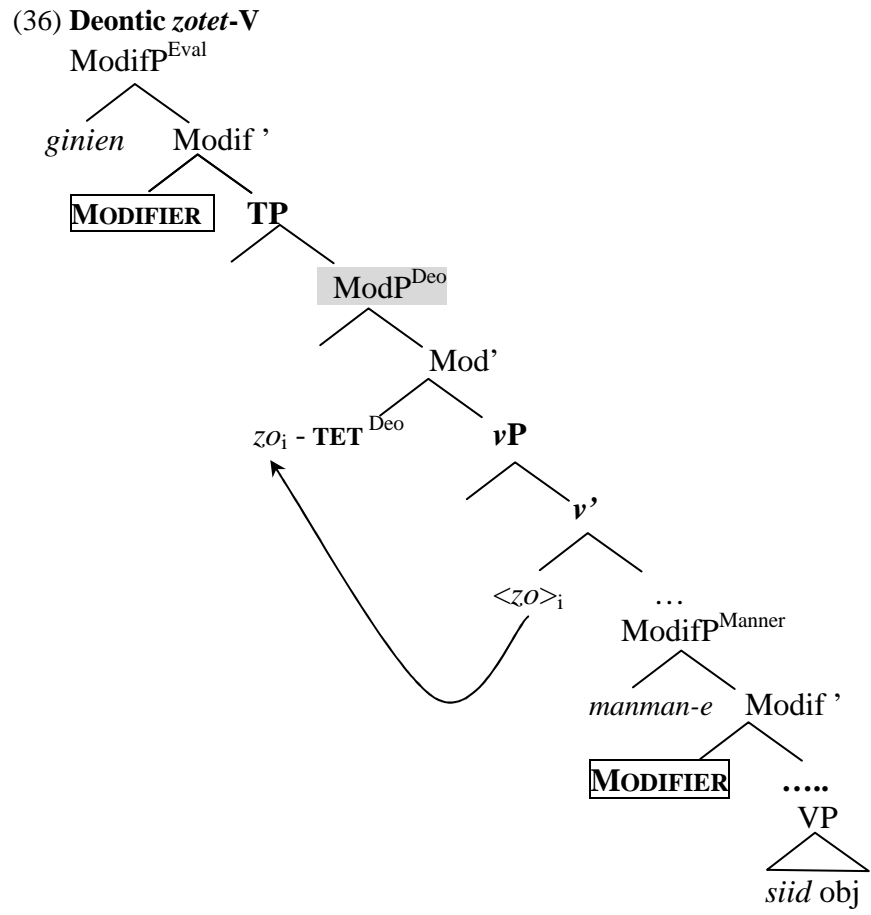 (36) Deontic zotet-V
ModifP^Eval
ginien Modif ’
MODIFIER TP
ModP^Deo
Mod’
zo_i - TET^Deo vP
v’
<zo>_i …
ModifP^Manner
manman-e Modif ’
MODIFIER …..
VP
siid obj